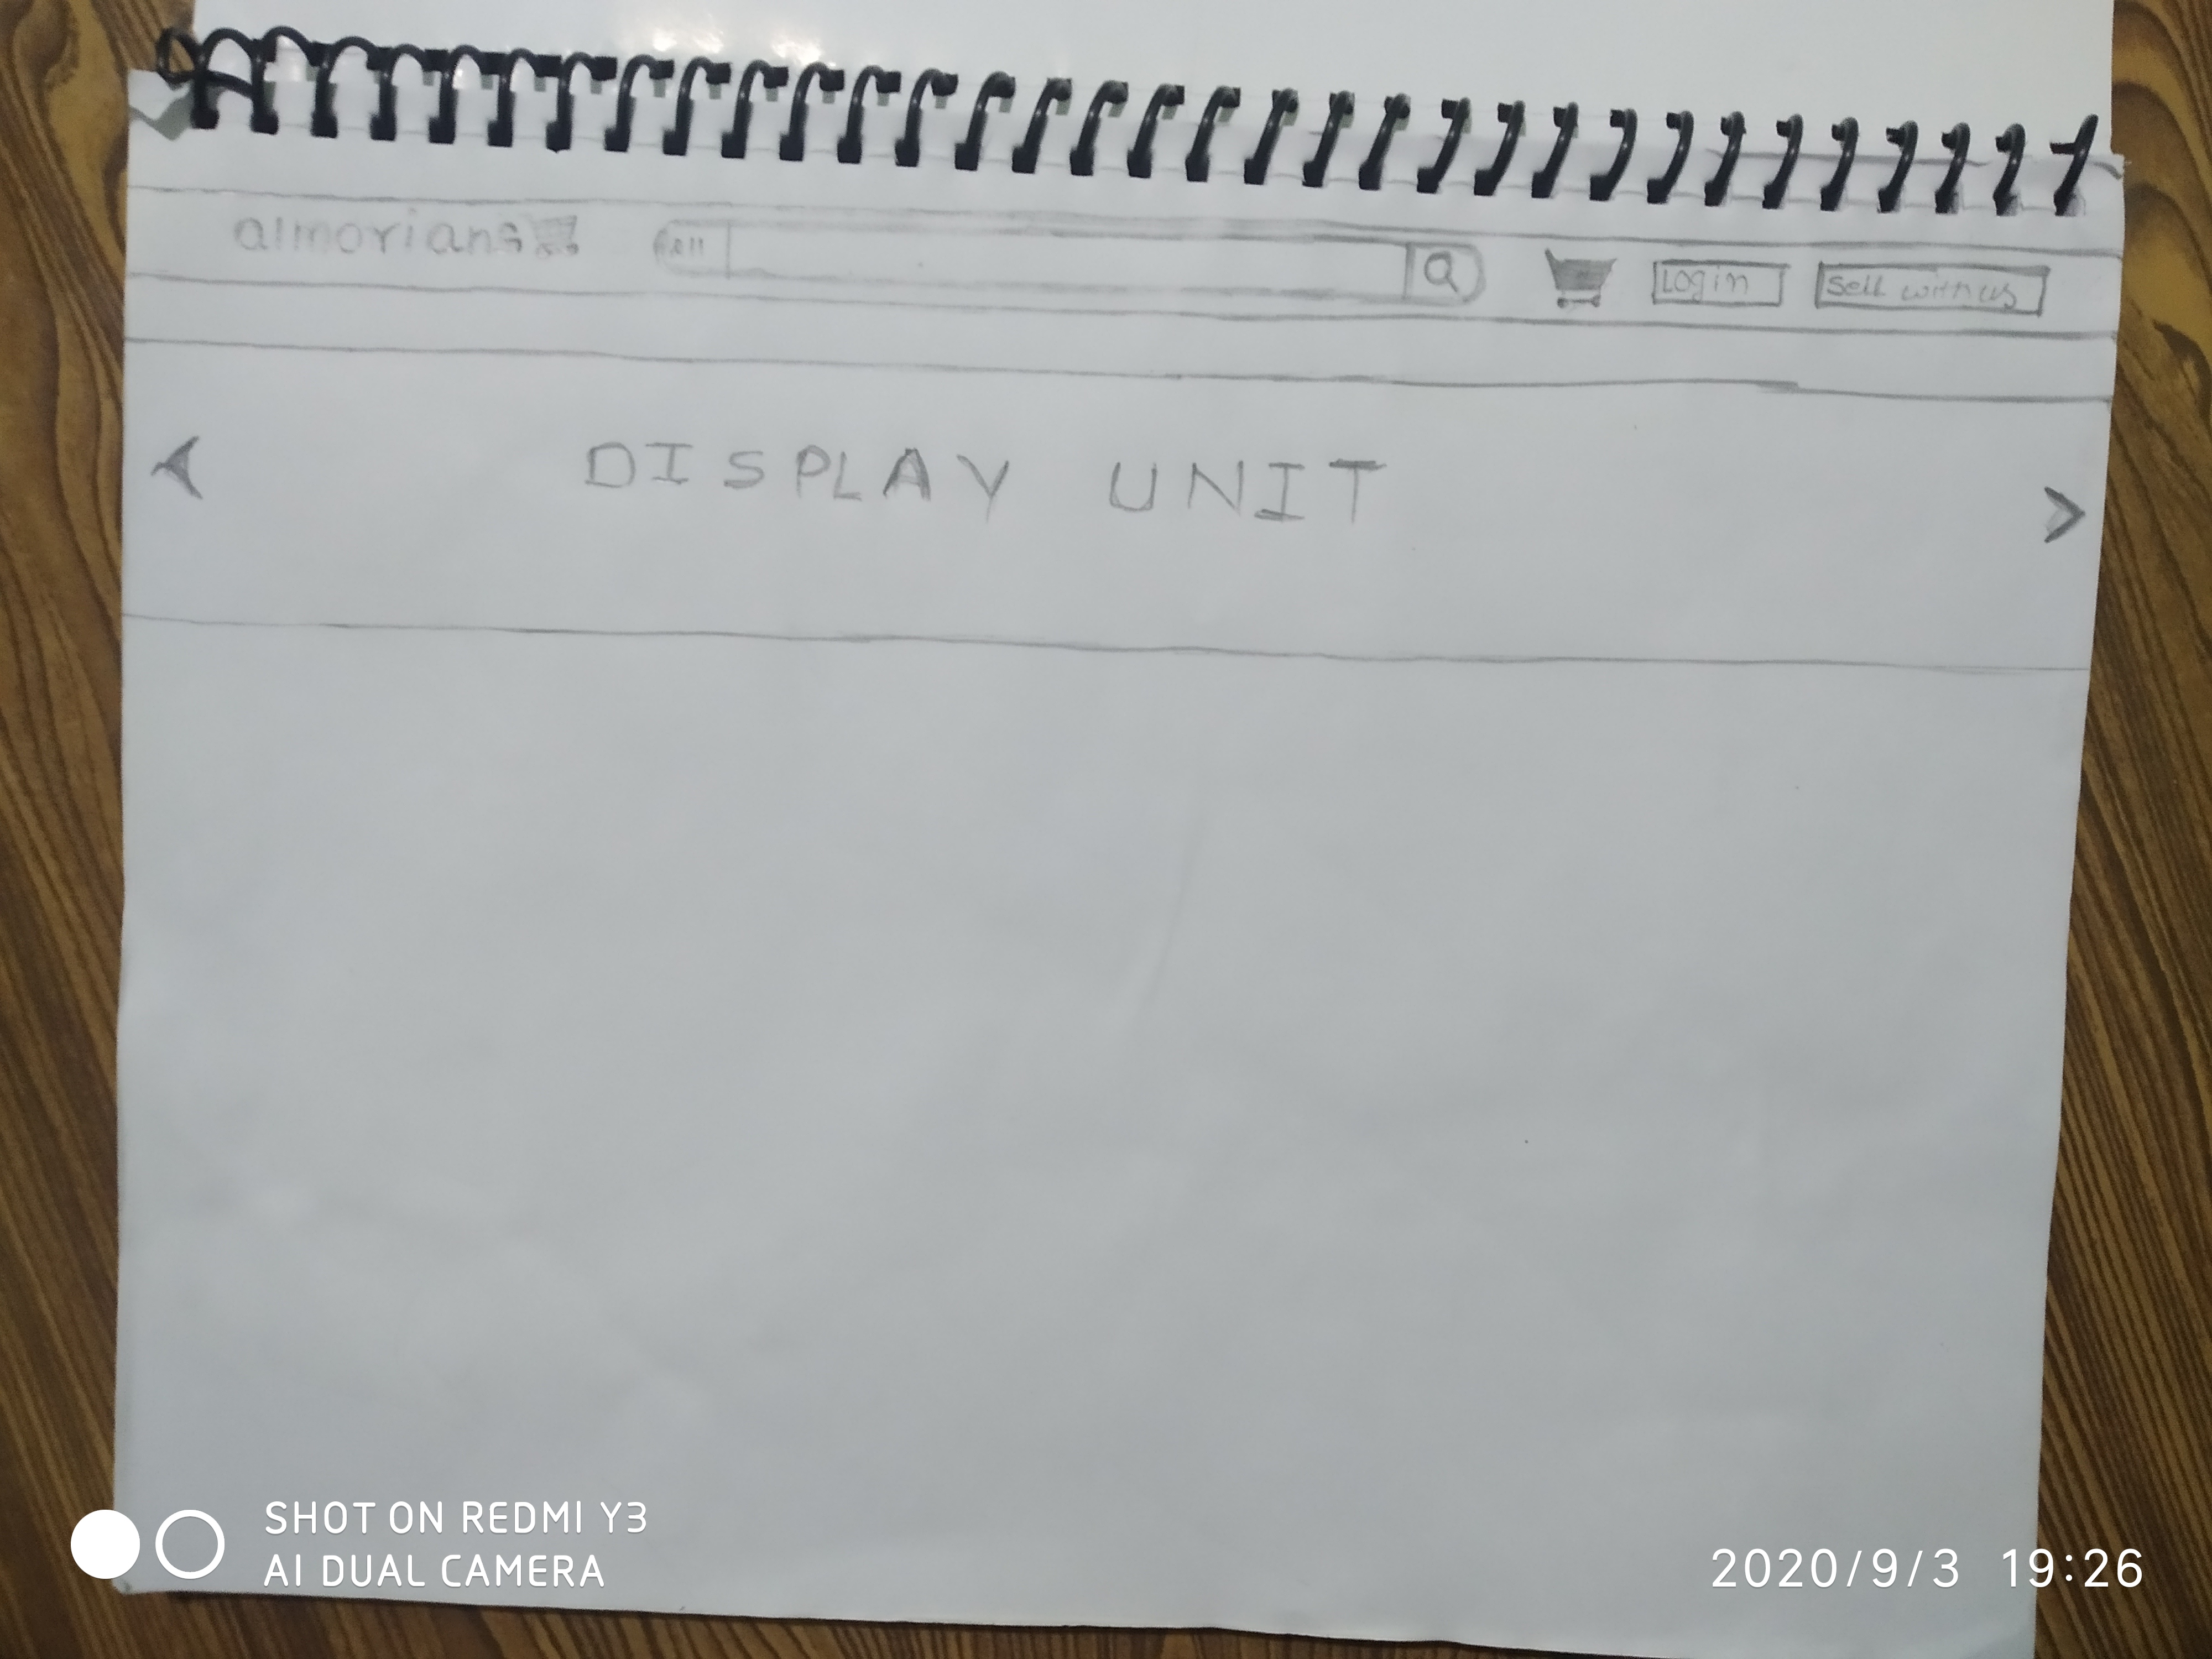 almorians
all
Login
Sell with us
<
DISPLAY UNIT
>
SHOT ON REDMI Y3
AI DUAL CAMERA
2020/9/3 19:26